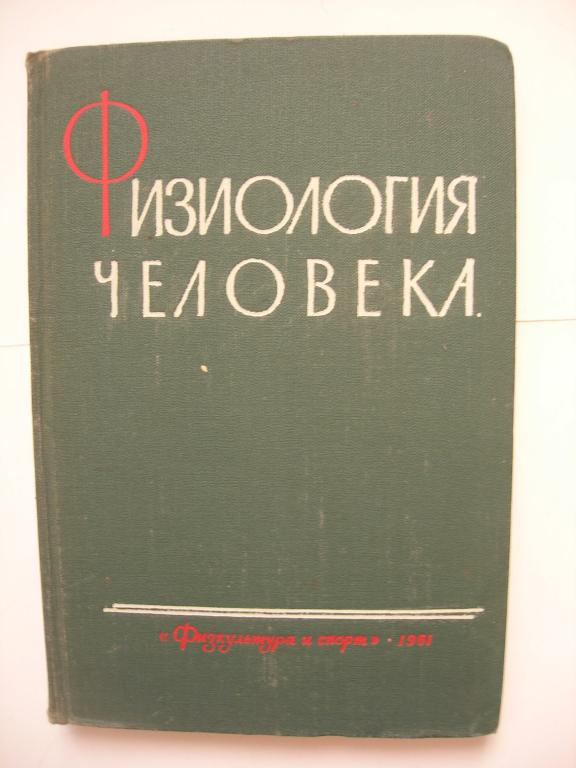 Физиология
ЧЕЛОВЕКА.
«Физкультура и спорт» • 1961